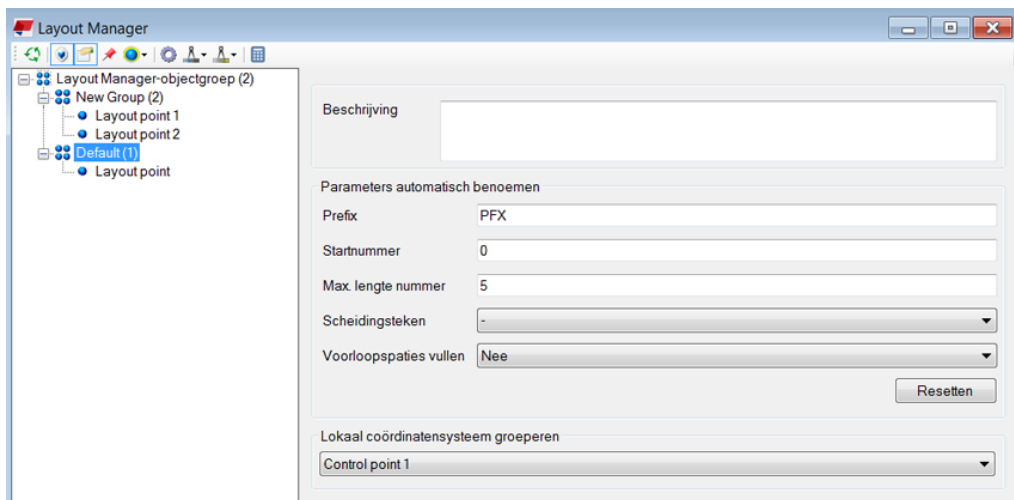 Layout Manager
Layout Manager-objectgroep (2)
New Group (2)
Layout point 1
Layout point 2
Default (1)
Layout point
Beschrijving
Parameters automatisch benoemen
Prefix PFX
Startnummer 0
Max. lengte nummer 5
Scheidingsteken -
Voorloopspaties vullen Nee
Resetten
Lokaal coördinatensysteem groeperen
Control point 1